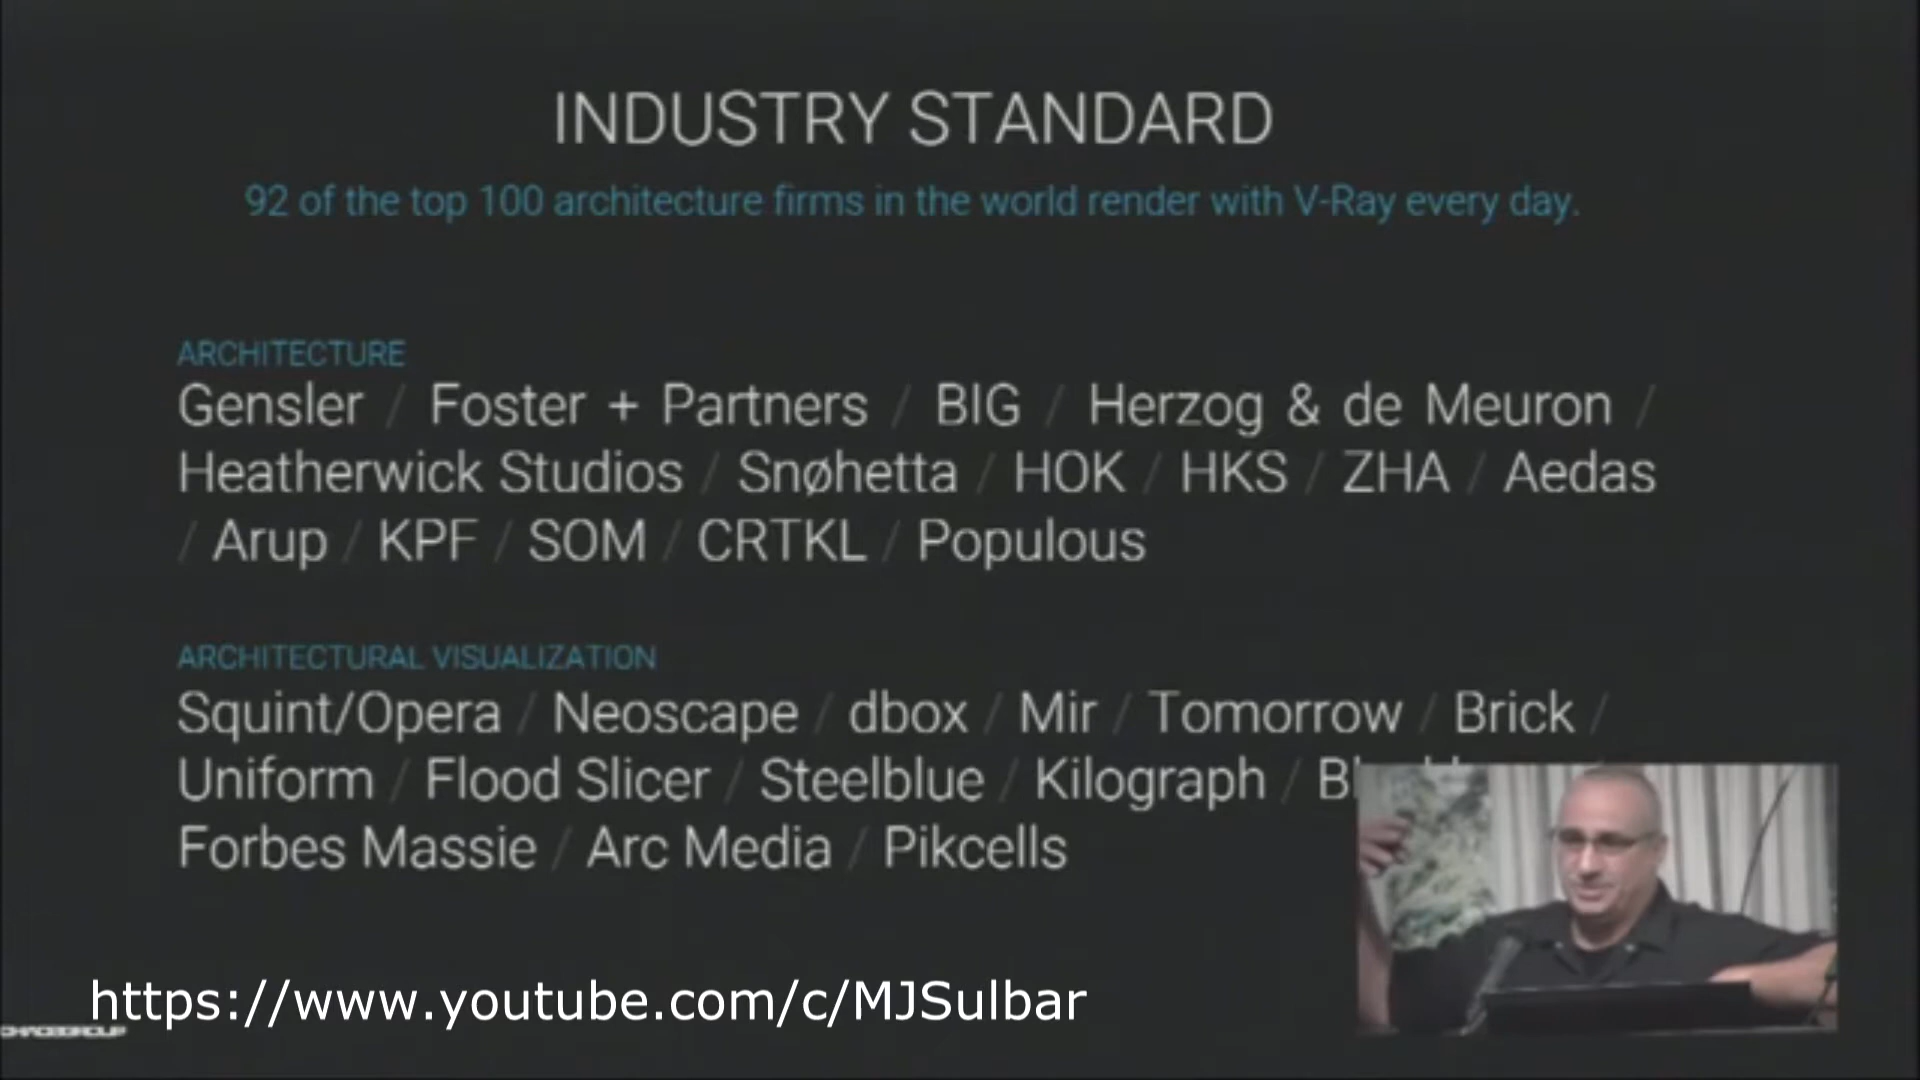 INDUSTRY STANDARD
92 of the top 100 architecture firms in the world render with V-Ray every day.
ARCHITECTURE
Gensler / Foster + Partners / BIG / Herzog & de Meuron /
Heatherwick Studios / Snøhetta / HOK / HKS / ZHA / Aedas
/ Arup / KPF / SOM / CRTKL / Populous
ARCHITECTURAL VISUALIZATION
Squint/Opera / Neoscape / dbox / Mir / Tomorrow / Brick /
Uniform / Flood Slicer / Steelblue / Kilograph /
Forbes Massie / Arc Media / Pikcells
https://www.youtube.com/c/MJSulbar
CHAOSGROUP